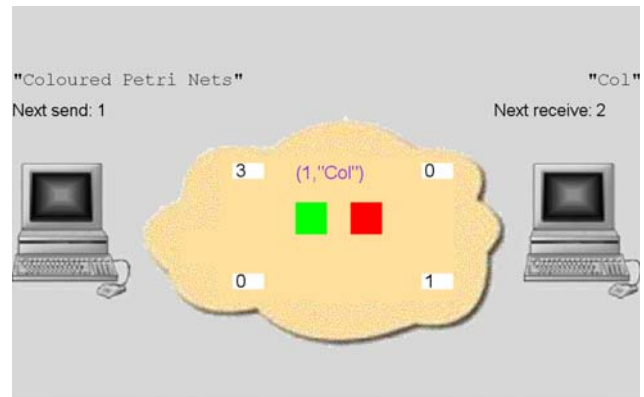 "Coloured Petri Nets"
"Col"
Next send: 1
Next receive: 2
3
(1,"Col")
0
0
1